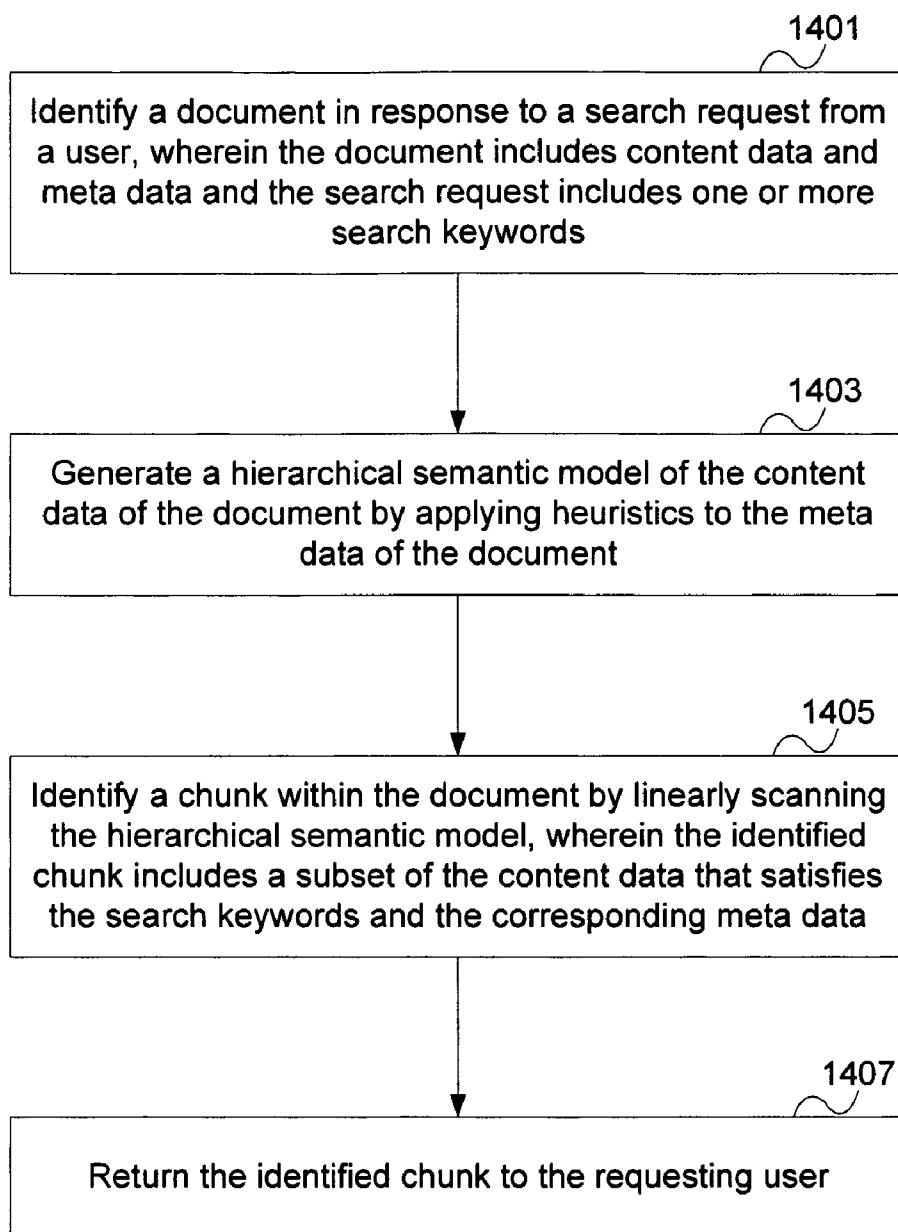 1401
Identify a document in response to a search request from
a user, wherein the document includes content data and
meta data and the search request includes one or more
search keywords
1403
Generate a hierarchical semantic model of the content
data of the document by applying heuristics to the meta
data of the document
1405
Identify a chunk within the document by linearly scanning
the hierarchical semantic model, wherein the identified
chunk includes a subset of the content data that satisfies
the search keywords and the corresponding meta data
1407
Return the identified chunk to the requesting user